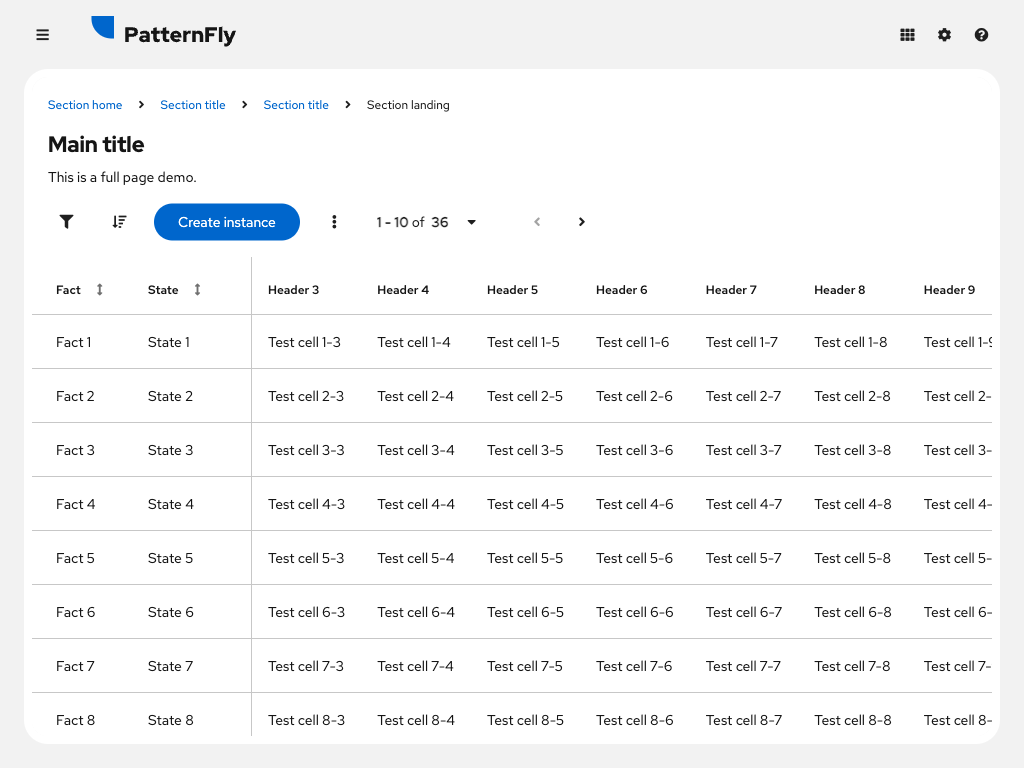 PatternFly
Section home Section title Section title Section landing
Main title
This is a full page demo.
Create instance 1 - 10 of 36
Fact State Header 3 Header 4 Header 5 Header 6 Header 7 Header 8 Header 9
Fact 1 State 1 Test cell 1-3 Test cell 1-4 Test cell 1-5 Test cell 1-6 Test cell 1-7 Test cell 1-8 Test cell 1-9
Fact 2 State 2 Test cell 2-3 Test cell 2-4 Test cell 2-5 Test cell 2-6 Test cell 2-7 Test cell 2-8 Test cell 2-
Fact 3 State 3 Test cell 3-3 Test cell 3-4 Test cell 3-5 Test cell 3-6 Test cell 3-7 Test cell 3-8 Test cell 3-
Fact 4 State 4 Test cell 4-3 Test cell 4-4 Test cell 4-5 Test cell 4-6 Test cell 4-7 Test cell 4-8 Test cell 4-
Fact 5 State 5 Test cell 5-3 Test cell 5-4 Test cell 5-5 Test cell 5-6 Test cell 5-7 Test cell 5-8 Test cell 5-
Fact 6 State 6 Test cell 6-3 Test cell 6-4 Test cell 6-5 Test cell 6-6 Test cell 6-7 Test cell 6-8 Test cell 6-
Fact 7 State 7 Test cell 7-3 Test cell 7-4 Test cell 7-5 Test cell 7-6 Test cell 7-7 Test cell 7-8 Test cell 7-
Fact 8 State 8 Test cell 8-3 Test cell 8-4 Test cell 8-5 Test cell 8-6 Test cell 8-7 Test cell 8-8 Test cell 8-